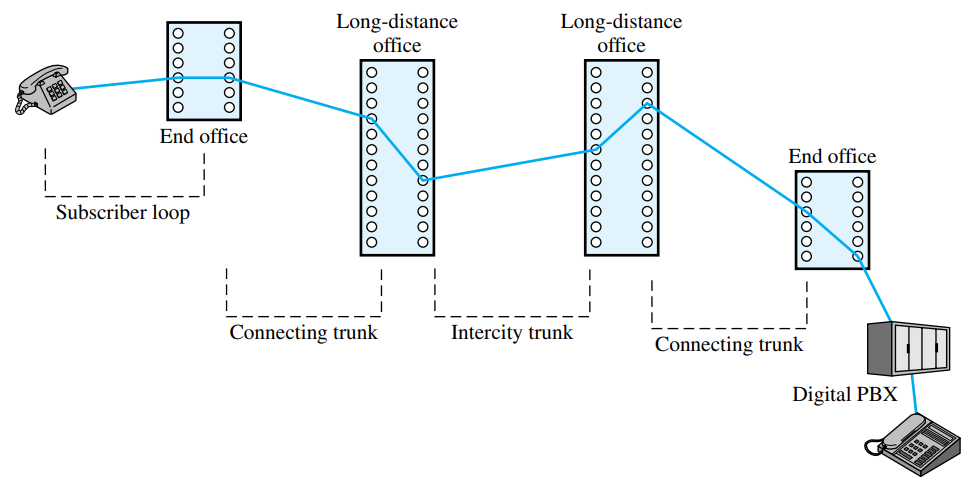 Long-distance
office
Long-distance
office
End office
End office
Subscriber loop
Connecting trunk
Intercity trunk
Connecting trunk
Digital PBX